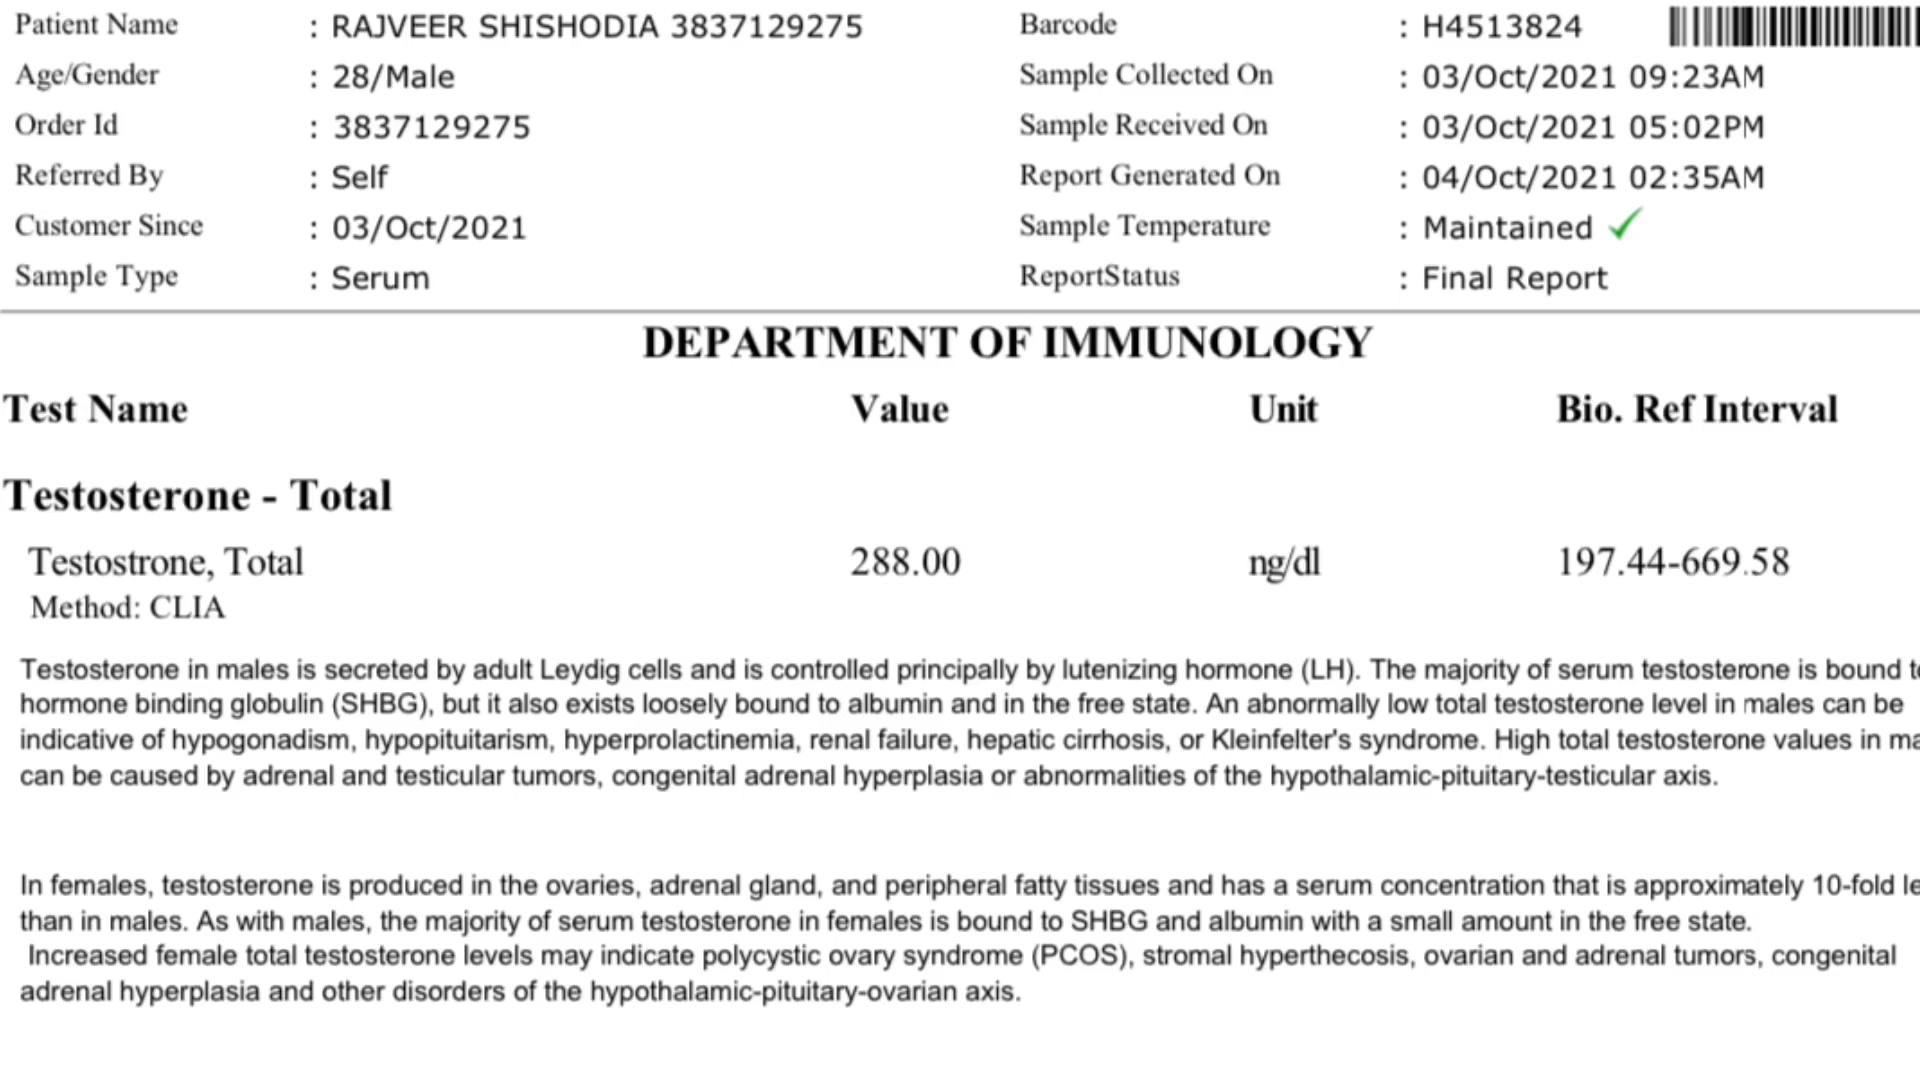 Patient Name : RAJVEER SHISHODIA 3837129275 Barcode : H4513824
Age/Gender : 28/Male Sample Collected On : 03/Oct/2021 09:23AM
Order Id : 3837129275 Sample Received On : 03/Oct/2021 05:02PM
Referred By : Self Report Generated On : 04/Oct/2021 02:35AM
Customer Since : 03/Oct/2021 Sample Temperature : Maintained ✓
Sample Type : Serum ReportStatus : Final Report
DEPARTMENT OF IMMUNOLOGY
Test Name Value Unit Bio. Ref Interval
Testosterone - Total
Testostrone, Total 288.00 ng/dl 197.44-669.58
Method: CLIA
Testosterone in males is secreted by adult Leydig cells and is controlled principally by lutenizing hormone (LH). The majority of serum testosterone is bound
hormone binding globulin (SHBG), but it also exists loosely bound to albumin and in the free state. An abnormally low total testosterone level in males can be
indicative of hypogonadism, hypopituitarism, hyperprolactinemia, renal failure, hepatic cirrhosis, or Kleinfelter's syndrome. High total testosterone values in
can be caused by adrenal and testicular tumors, congenital adrenal hyperplasia or abnormalities of the hypothalamic-pituitary-testicular axis.
In females, testosterone is produced in the ovaries, adrenal gland, and peripheral fatty tissues and has a serum concentration that is approximately 10-fold
than in males. As with males, the majority of serum testosterone in females is bound to SHBG and albumin with a small amount in the free state.
Increased female total testosterone levels may indicate polycystic ovary syndrome (PCOS), stromal hyperthecosis, ovarian and adrenal tumors, congenital
adrenal hyperplasia and other disorders of the hypothalamic-pituitary-ovarian axis.